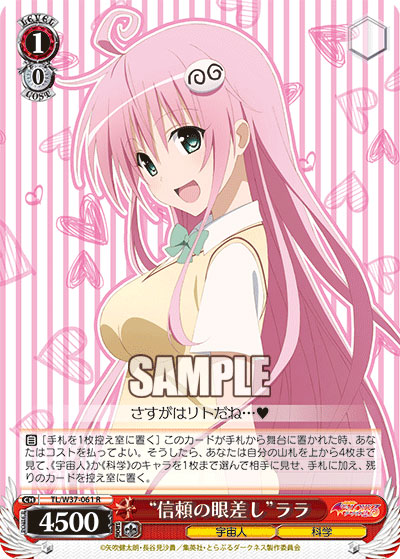 LEVEL
1
0
COST
SAMPLE
さすがはリトだね…♥
自 [手札を1枚控え室に置く] このカードが手札から舞台に置かれた時、あな
たはコストを払ってよい。そうしたら、あなたは自分の山札を上から4枚まで
見て、《宇宙人》か《科学》のキャラを1枚まで選んで相手に見せ、手札に加え、残
りのカードを控え室に置く。
CH TL/W37-061 R
4500
“信頼の眼差し”ララ
宇宙人 科学
©矢吹健太朗・長谷見沙貴/集英社・とらぶるダークネス製作委員会